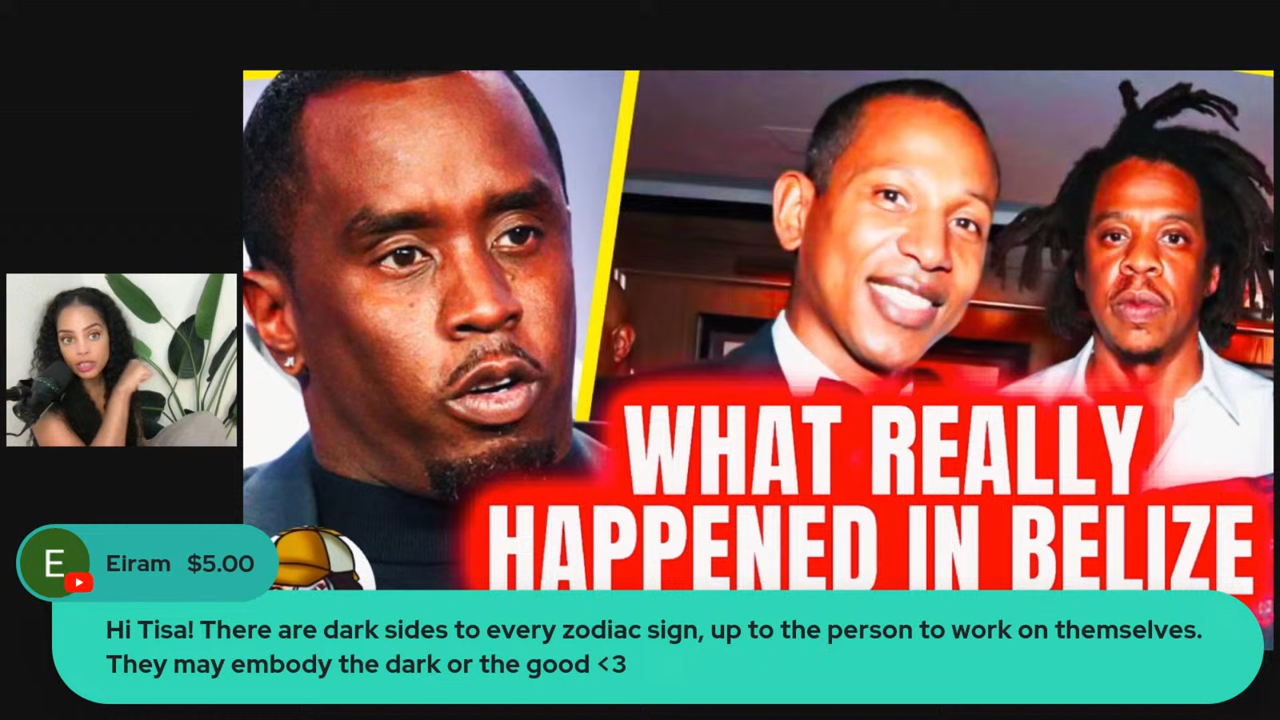 WHAT REALLY
HAPPENED IN BELIZE
E
Eiram $5.00
Hi Tisa! There are dark sides to every zodiac sign, up to the person to work on themselves.
They may embody the dark or the good <3